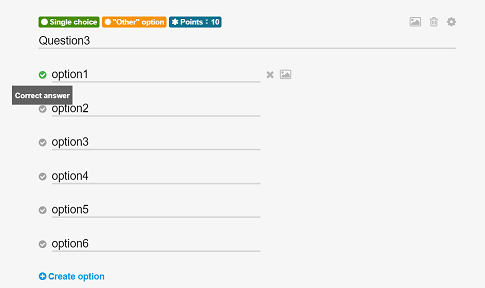 Single choice "Other" option Points : 10
Question3
option1
Correct answer
option2
option3
option4
option5
option6
Create option